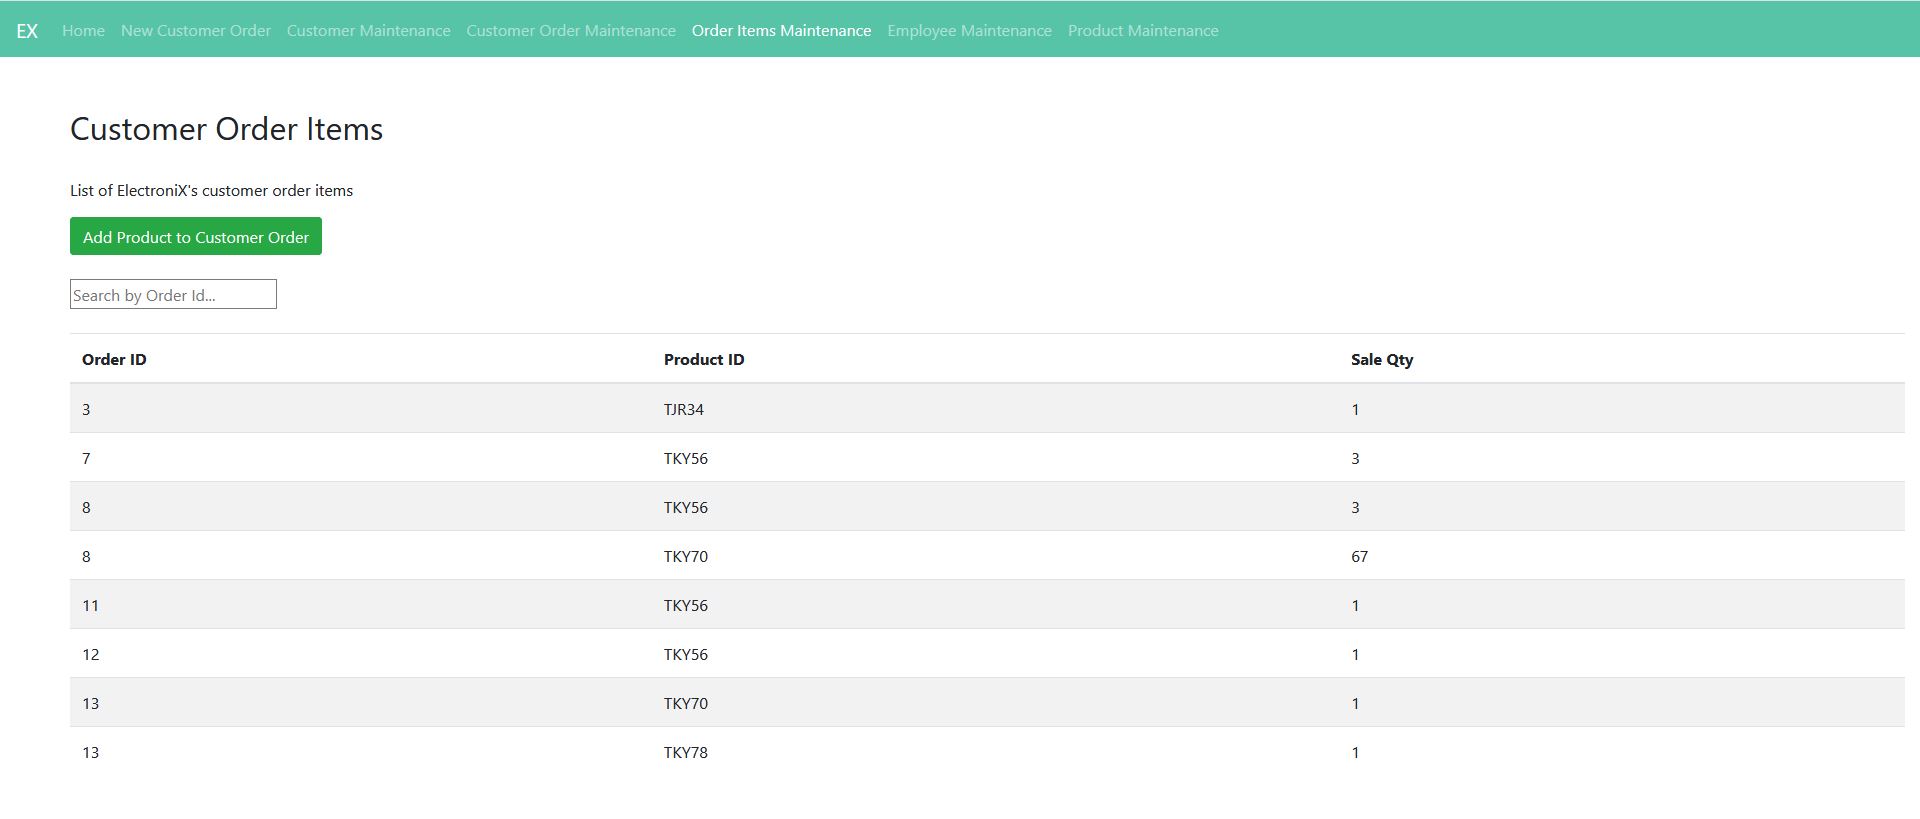 EX Home New Customer Order Customer Maintenance Customer Order Maintenance Order Items Maintenance Employee Maintenance Product Maintenance
Customer Order Items
List of ElectroniX's customer order items
Add Product to Customer Order
Search by Order Id...
Order ID Product ID Sale Qty
3 TJR34 1
7 TKY56 3
8 TKY56 3
8 TKY70 67
11 TKY56 1
12 TKY56 1
13 TKY70 1
13 TKY78 1